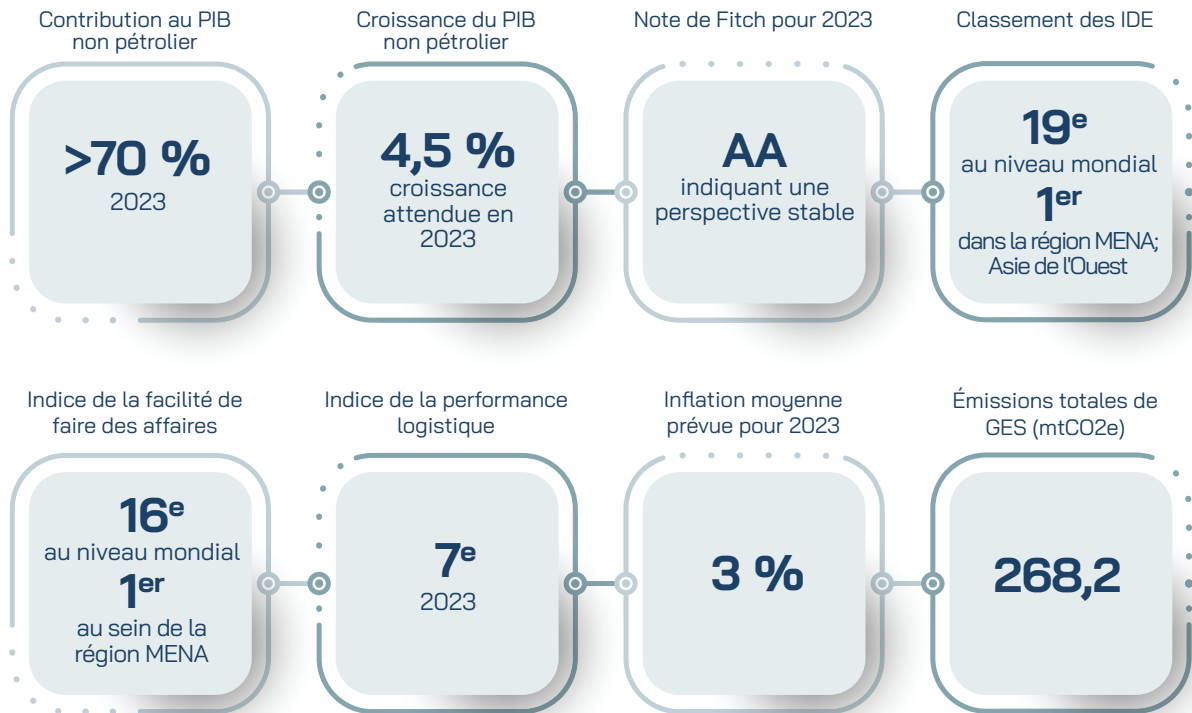 Contribution au PIB
non pétrolier
>70 %
2023
Croissance du PIB
non pétrolier
4,5 %
croissance
attendue en
2023
Note de Fitch pour 2023
AA
indiquant une
perspective stable
Classement des IDE
19e
au niveau mondial
1er
dans la région MENA;
Asie de l'Ouest
Indice de la facilité de
faire des affaires
16e
au niveau mondial
1er
au sein de la
région MENA
Indice de la performance
logistique
7e
2023
Inflation moyenne
prévue pour 2023
3 %
Émissions totales de
GES (mtCO2e)
268,2